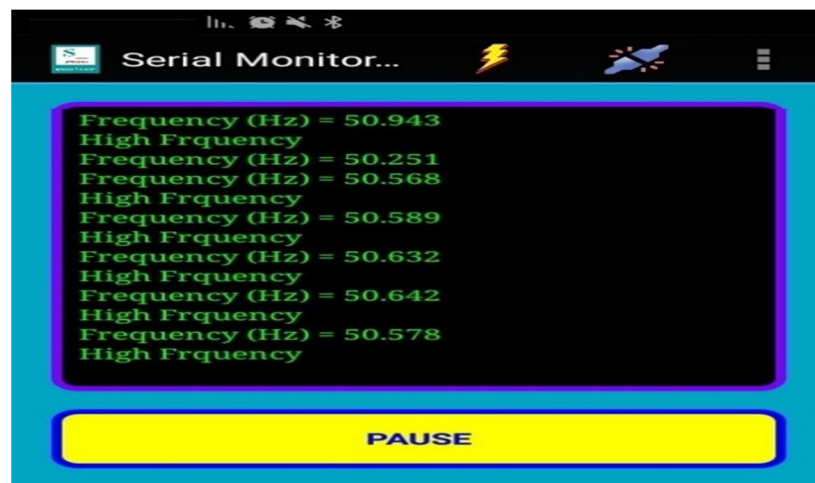 Serial Monitor...
Frequency (Hz) = 50.943
High Frquency
Frequency (Hz) = 50.251
Frequency (Hz) = 50.568
High Frquency
Frequency (Hz) = 50.589
High Frquency
Frequency (Hz) = 50.632
High Frquency
Frequency (Hz) = 50.642
High Frquency
Frequency (Hz) = 50.578
High Frquency
PAUSE